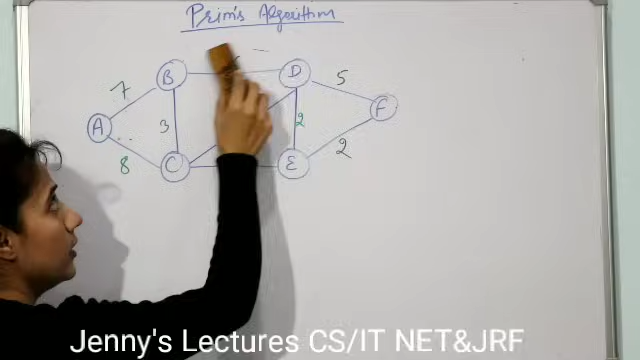 Prim's Algorithm
B D 5
7
A 3 2 F
8 C E 2
Jenny's Lectures CS/IT NET&JRF